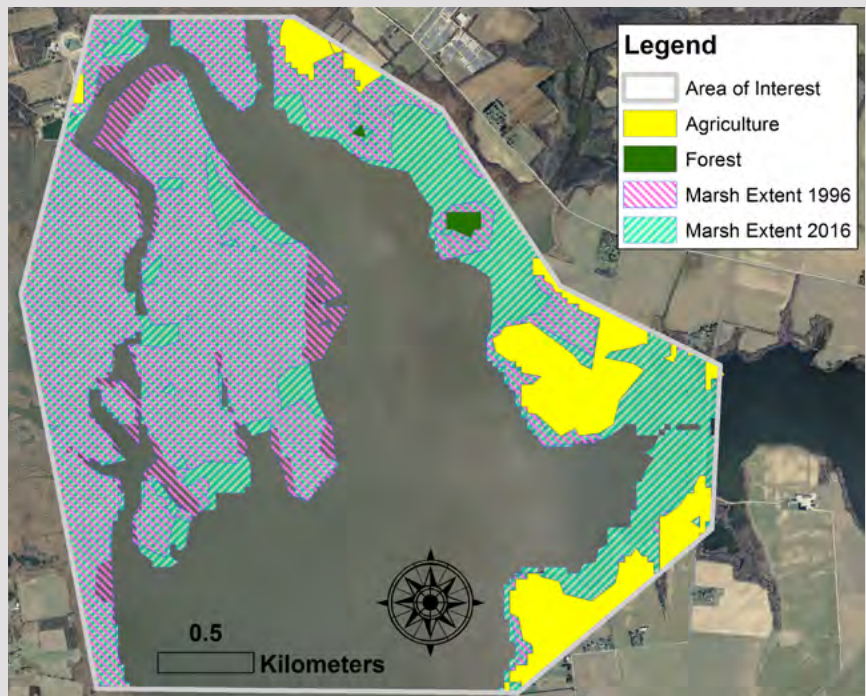 Legend
Area of Interest
Agriculture
Forest
Marsh Extent 1996
Marsh Extent 2016
0.5
Kilometers